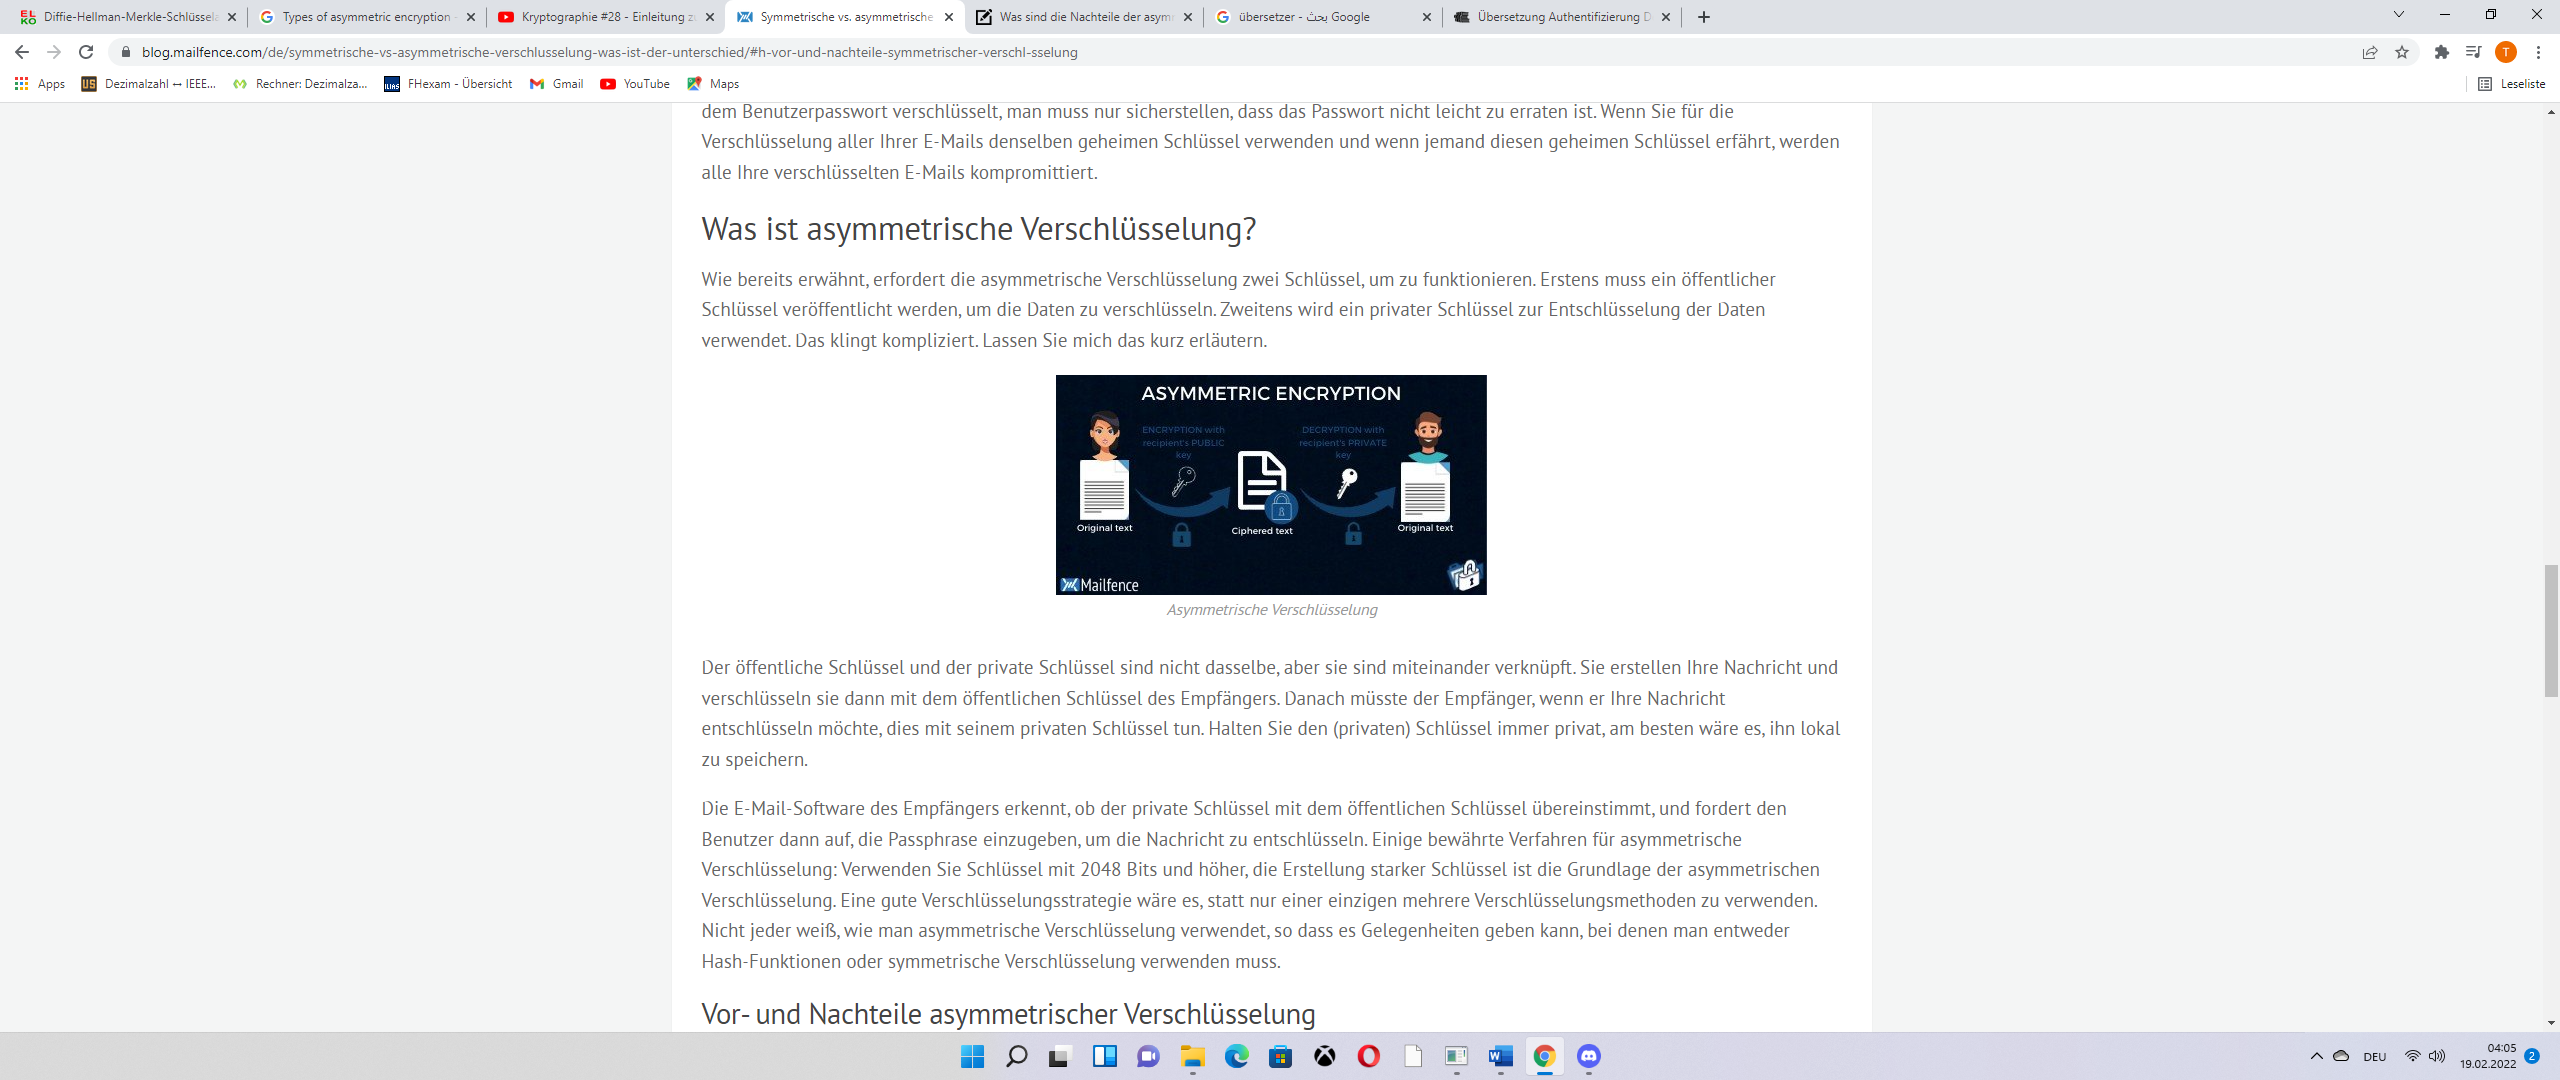 Diffie-Hellman-Merkle-Schlüssela
Types of asymmetric encryption -
Kryptographie #28 - Einleitung zu
Symmetrische vs. asymmetrische
Was sind die Nachteile der asym
übersetzer - بحث Google
Übersetzung Authentifizierung D
blog.mailfence.com/de/symmetrische-vs-asymmetrische-verschlusselung-was-ist-der-unterschied/#h-vor-und-nachteile-symmetrischer-verschl-sselung
T
Apps
Dezimalzahl ↔ IEEE...
Rechner: Dezimalza...
FHexam - Übersicht
Gmail
YouTube
Maps
Leseliste
dem Benutzerpasswort verschlüsselt, man muss nur sicherstellen, dass das Passwort nicht leicht zu erraten ist. Wenn Sie für die
Verschlüsselung aller Ihrer E-Mails denselben geheimen Schlüssel verwenden und wenn jemand diesen geheimen Schlüssel erfährt, werden
alle Ihre verschlüsselten E-Mails kompromittiert.
Was ist asymmetrische Verschlüsselung?
Wie bereits erwähnt, erfordert die asymmetrische Verschlüsselung zwei Schlüssel, um zu funktionieren. Erstens muss ein öffentlicher
Schlüssel veröffentlicht werden, um die Daten zu verschlüsseln. Zweitens wird ein privater Schlüssel zur Entschlüsselung der Daten
verwendet. Das klingt kompliziert. Lassen Sie mich das kurz erläutern.
ASYMMETRIC ENCRYPTION
ENCRYPTION with
recipient's PUBLIC
key
DECRYPTION with
recipient's PRIVATE
key
Original text
Ciphered text
Original text
Mailfence
Asymmetrische Verschlüsselung
Der öffentliche Schlüssel und der private Schlüssel sind nicht dasselbe, aber sie sind miteinander verknüpft. Sie erstellen Ihre Nachricht und
verschlüsseln sie dann mit dem öffentlichen Schlüssel des Empfängers. Danach müsste der Empfänger, wenn er Ihre Nachricht
entschlüsseln möchte, dies mit seinem privaten Schlüssel tun. Halten Sie den (privaten) Schlüssel immer privat, am besten wäre es, ihn lokal
zu speichern.
Die E-Mail-Software des Empfängers erkennt, ob der private Schlüssel mit dem öffentlichen Schlüssel übereinstimmt, und fordert den
Benutzer dann auf, die Passphrase einzugeben, um die Nachricht zu entschlüsseln. Einige bewährte Verfahren für asymmetrische
Verschlüsselung: Verwenden Sie Schlüssel mit 2048 Bits und höher, die Erstellung starker Schlüssel ist die Grundlage der asymmetrischen
Verschlüsselung. Eine gute Verschlüsselungsstrategie wäre es, statt nur einer einzigen mehrere Verschlüsselungsmethoden zu verwenden.
Nicht jeder weiß, wie man asymmetrische Verschlüsselung verwendet, so dass es Gelegenheiten geben kann, bei denen man entweder
Hash-Funktionen oder symmetrische Verschlüsselung verwenden muss.
Vor- und Nachteile asymmetrischer Verschlüsselung
DEU
04:05
19.02.2022
2